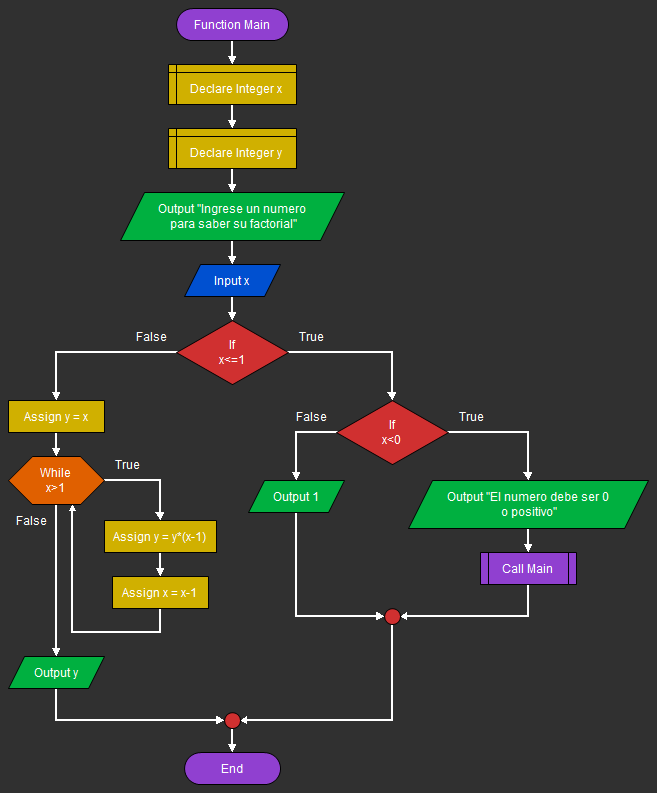 Function Main
Declare Integer x
Declare Integer y
Output "Ingrese un numero
para saber su factorial"
Input x
If
x<=1
False
True
Assign y = x
While
x>1
True
False
Assign y = y*(x-1)
Assign x = x-1
Output y
If
x<0
False
True
Output 1
Output "El numero debe ser 0
o positivo"
Call Main
End